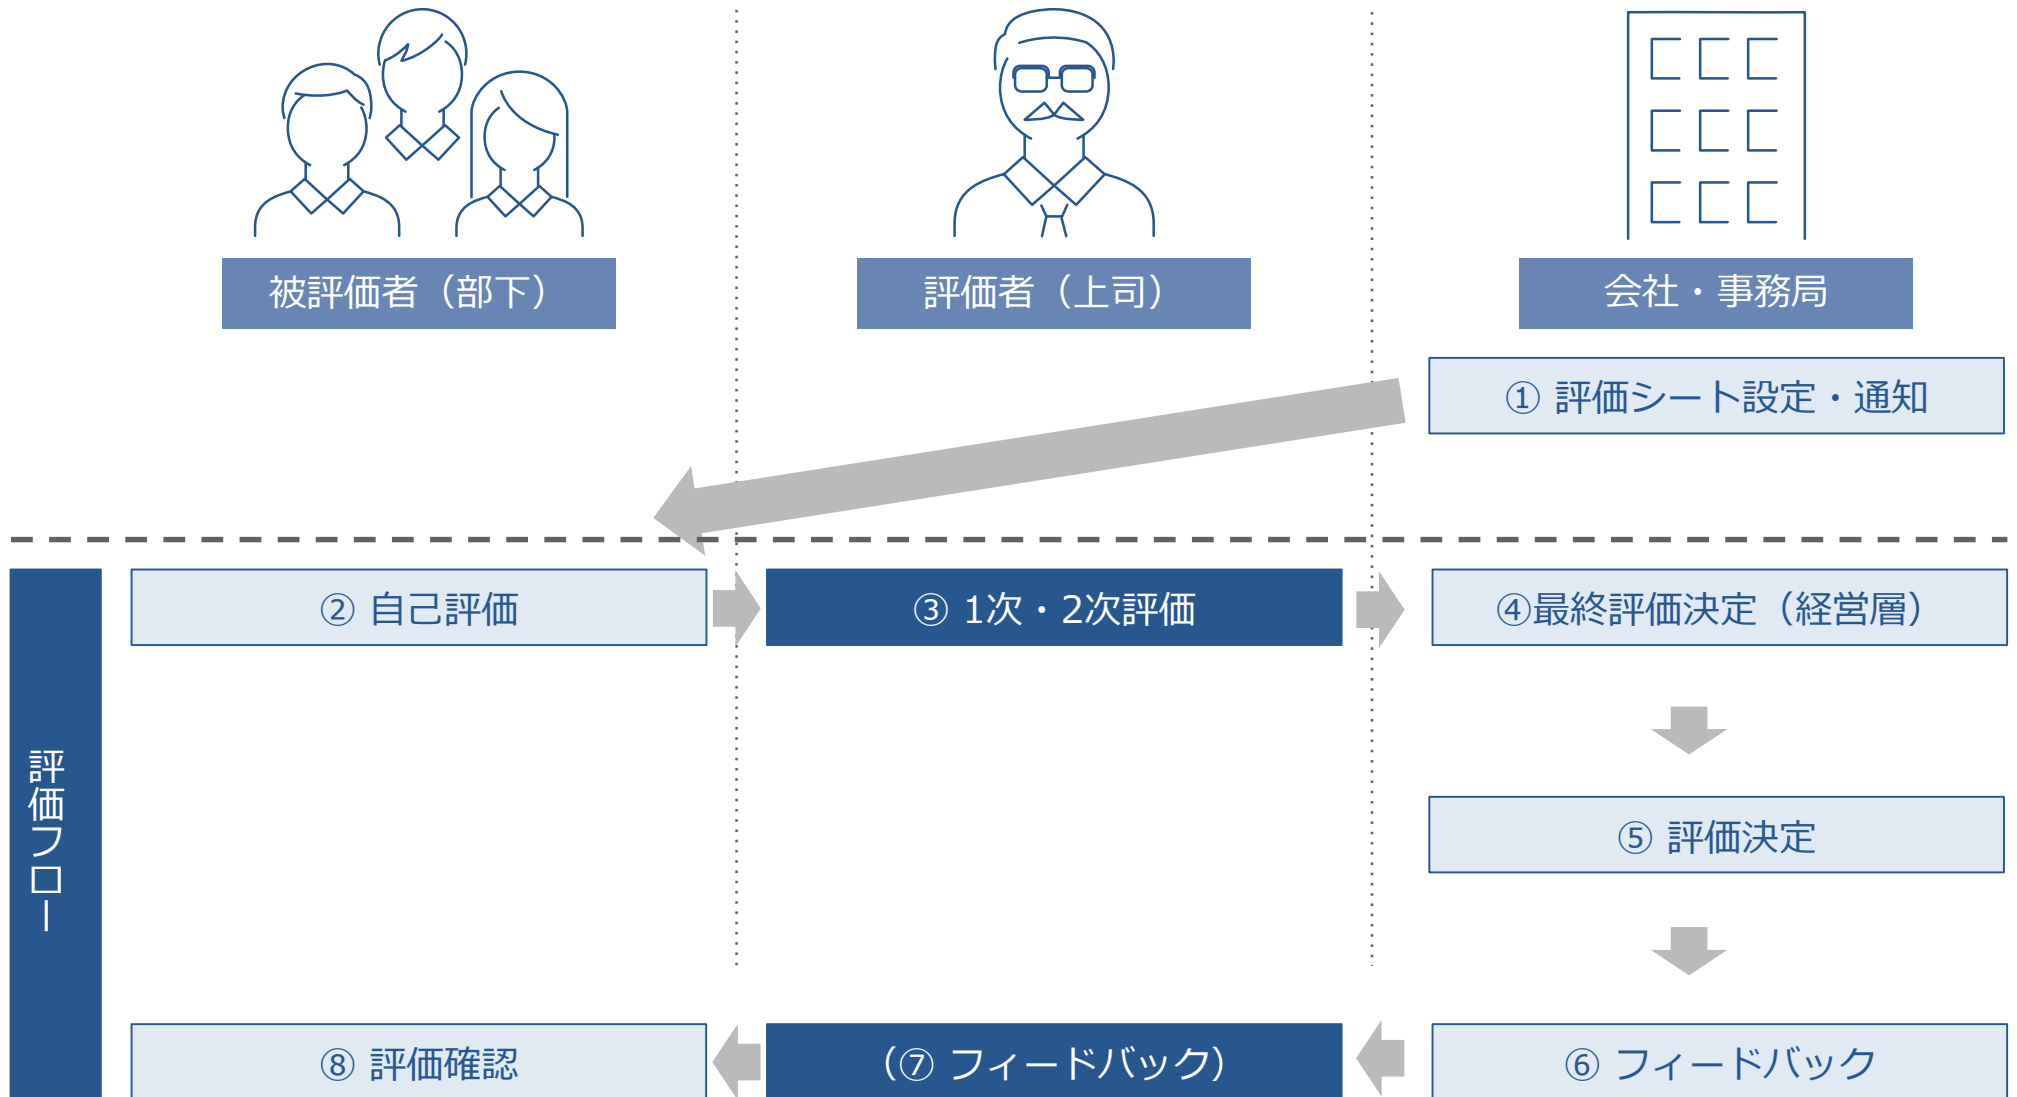 被評価者（部下）
評価者（上司）
会社・事務局
① 評価シート設定・通知
評価フロー
② 自己評価
③ 1次・2次評価
④最終評価決定（経営層）
⑤ 評価決定
⑧ 評価確認
（⑦ フィードバック）
⑥ フィードバック